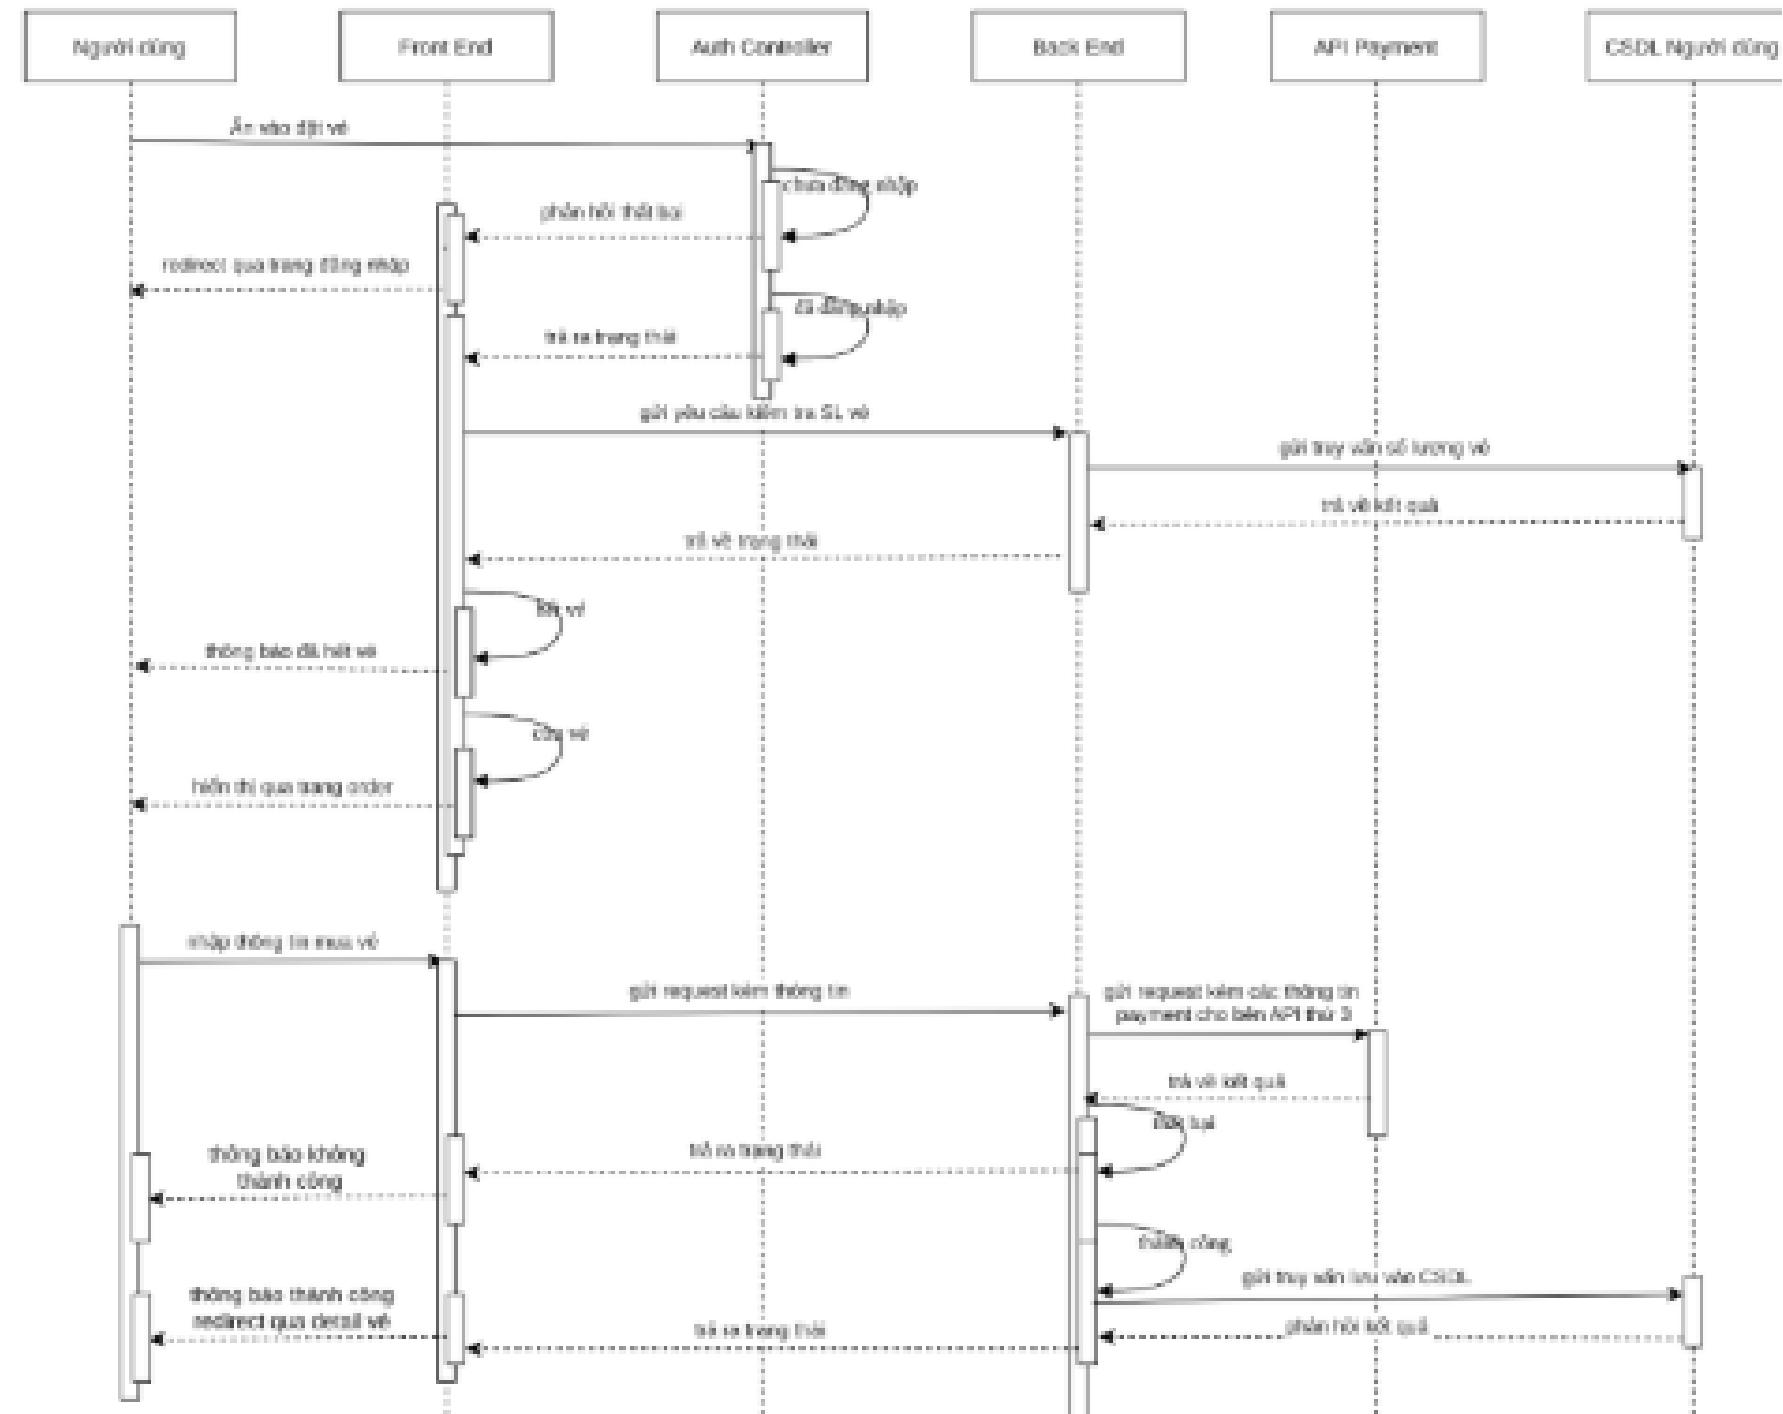 Người dùng
Front End
Auth Controller
Back End
API Payment
CSDL Người dùng
Ấn vào đặt vé
chưa đăng nhập
phản hồi thất bại
redirect qua trang đăng nhập
đã đăng nhập
trả ra trạng thái
gửi yêu cầu kiểm tra SL vé
gửi truy vấn số lượng vé
trả về kết quả
trả về trạng thái
hết vé
thông báo đã hết vé
còn vé
hiển thị qua trang order
nhập thông tin mua vé
gửi request kèm thông tin
gửi request kèm các thông tin
payment cho bên API thứ 3
trả về kết quả
thất bại
trả ra trạng thái
thông báo không
thành công
thành công
gửi truy vấn lưu vào CSDL
thông báo thành công
redirect qua detail vé
trả ra trạng thái
phản hồi kết quả